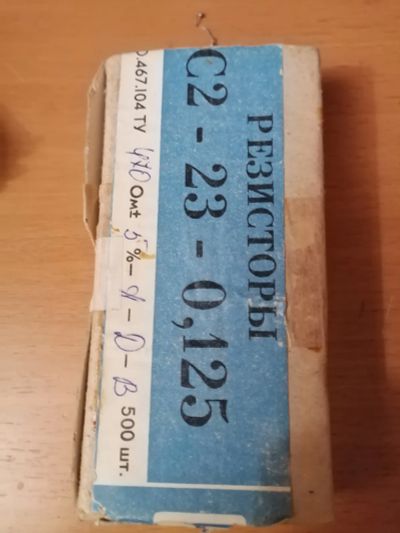 РЕЗИСТОРЫ
С2 - 23 - 0,125
0.467.104 ТУ 470 Ом± 5 %– А – D – В 500 шт.